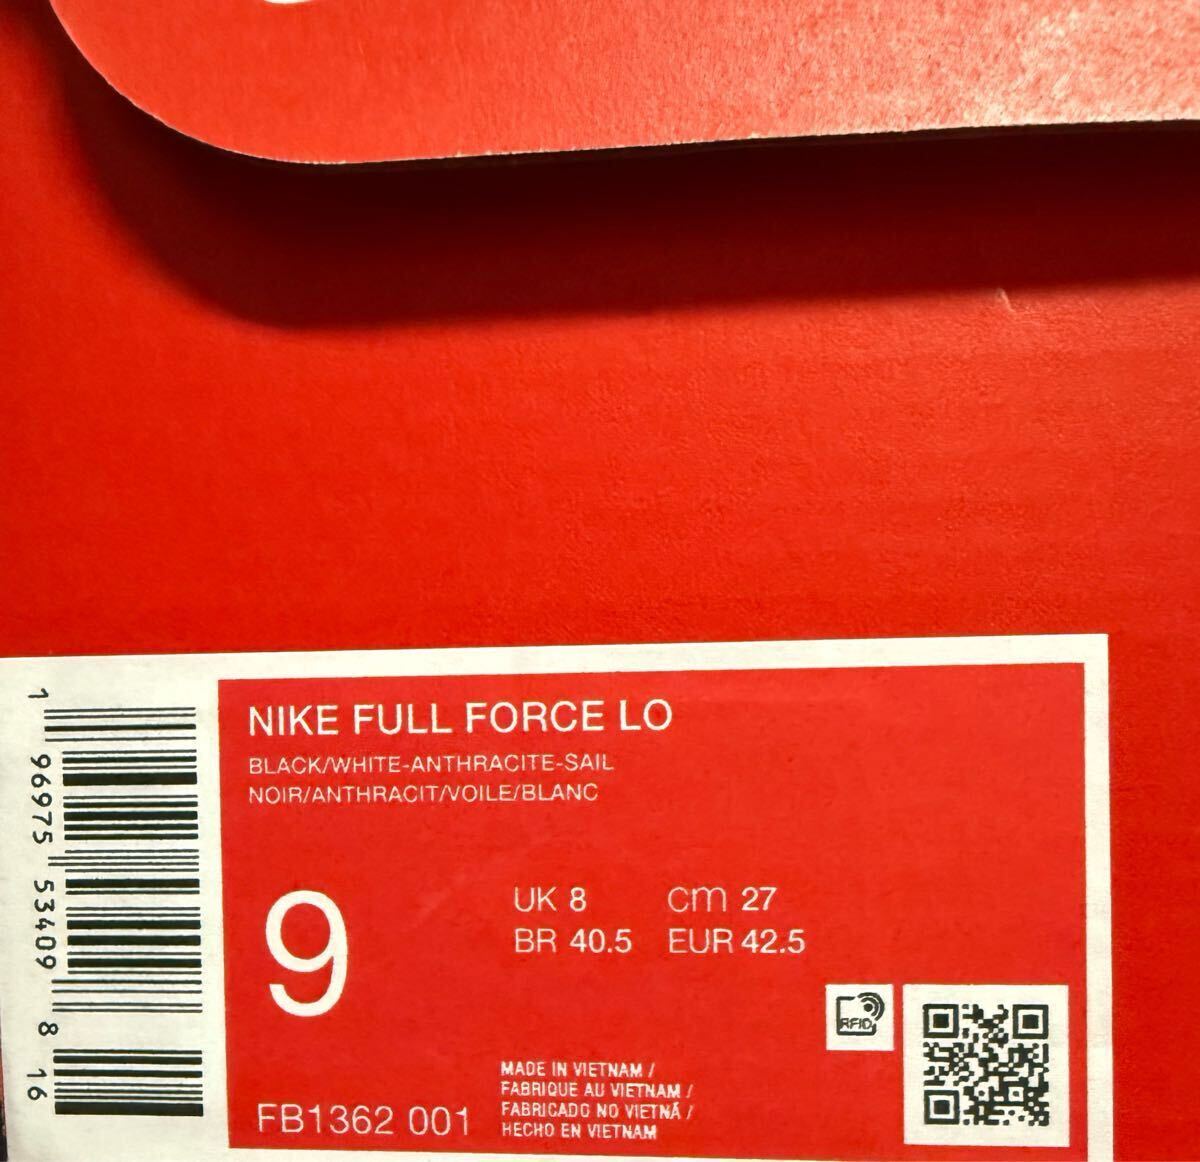 NIKE FULL FORCE LO
BLACK/WHITE-ANTHRACITE-SAIL
NOIR/ANTHRACIT/VOILE/BLANC
9
UK 8 cm 27
BR 40.5 EUR 42.5
RFID
MADE IN VIETNAM /
FABRIQUE AU VIETNAM /
FABRICADO NO VIETNÃ /
HECHO EN VIETNAM
FB1362 001
1 96975 53409 8 16